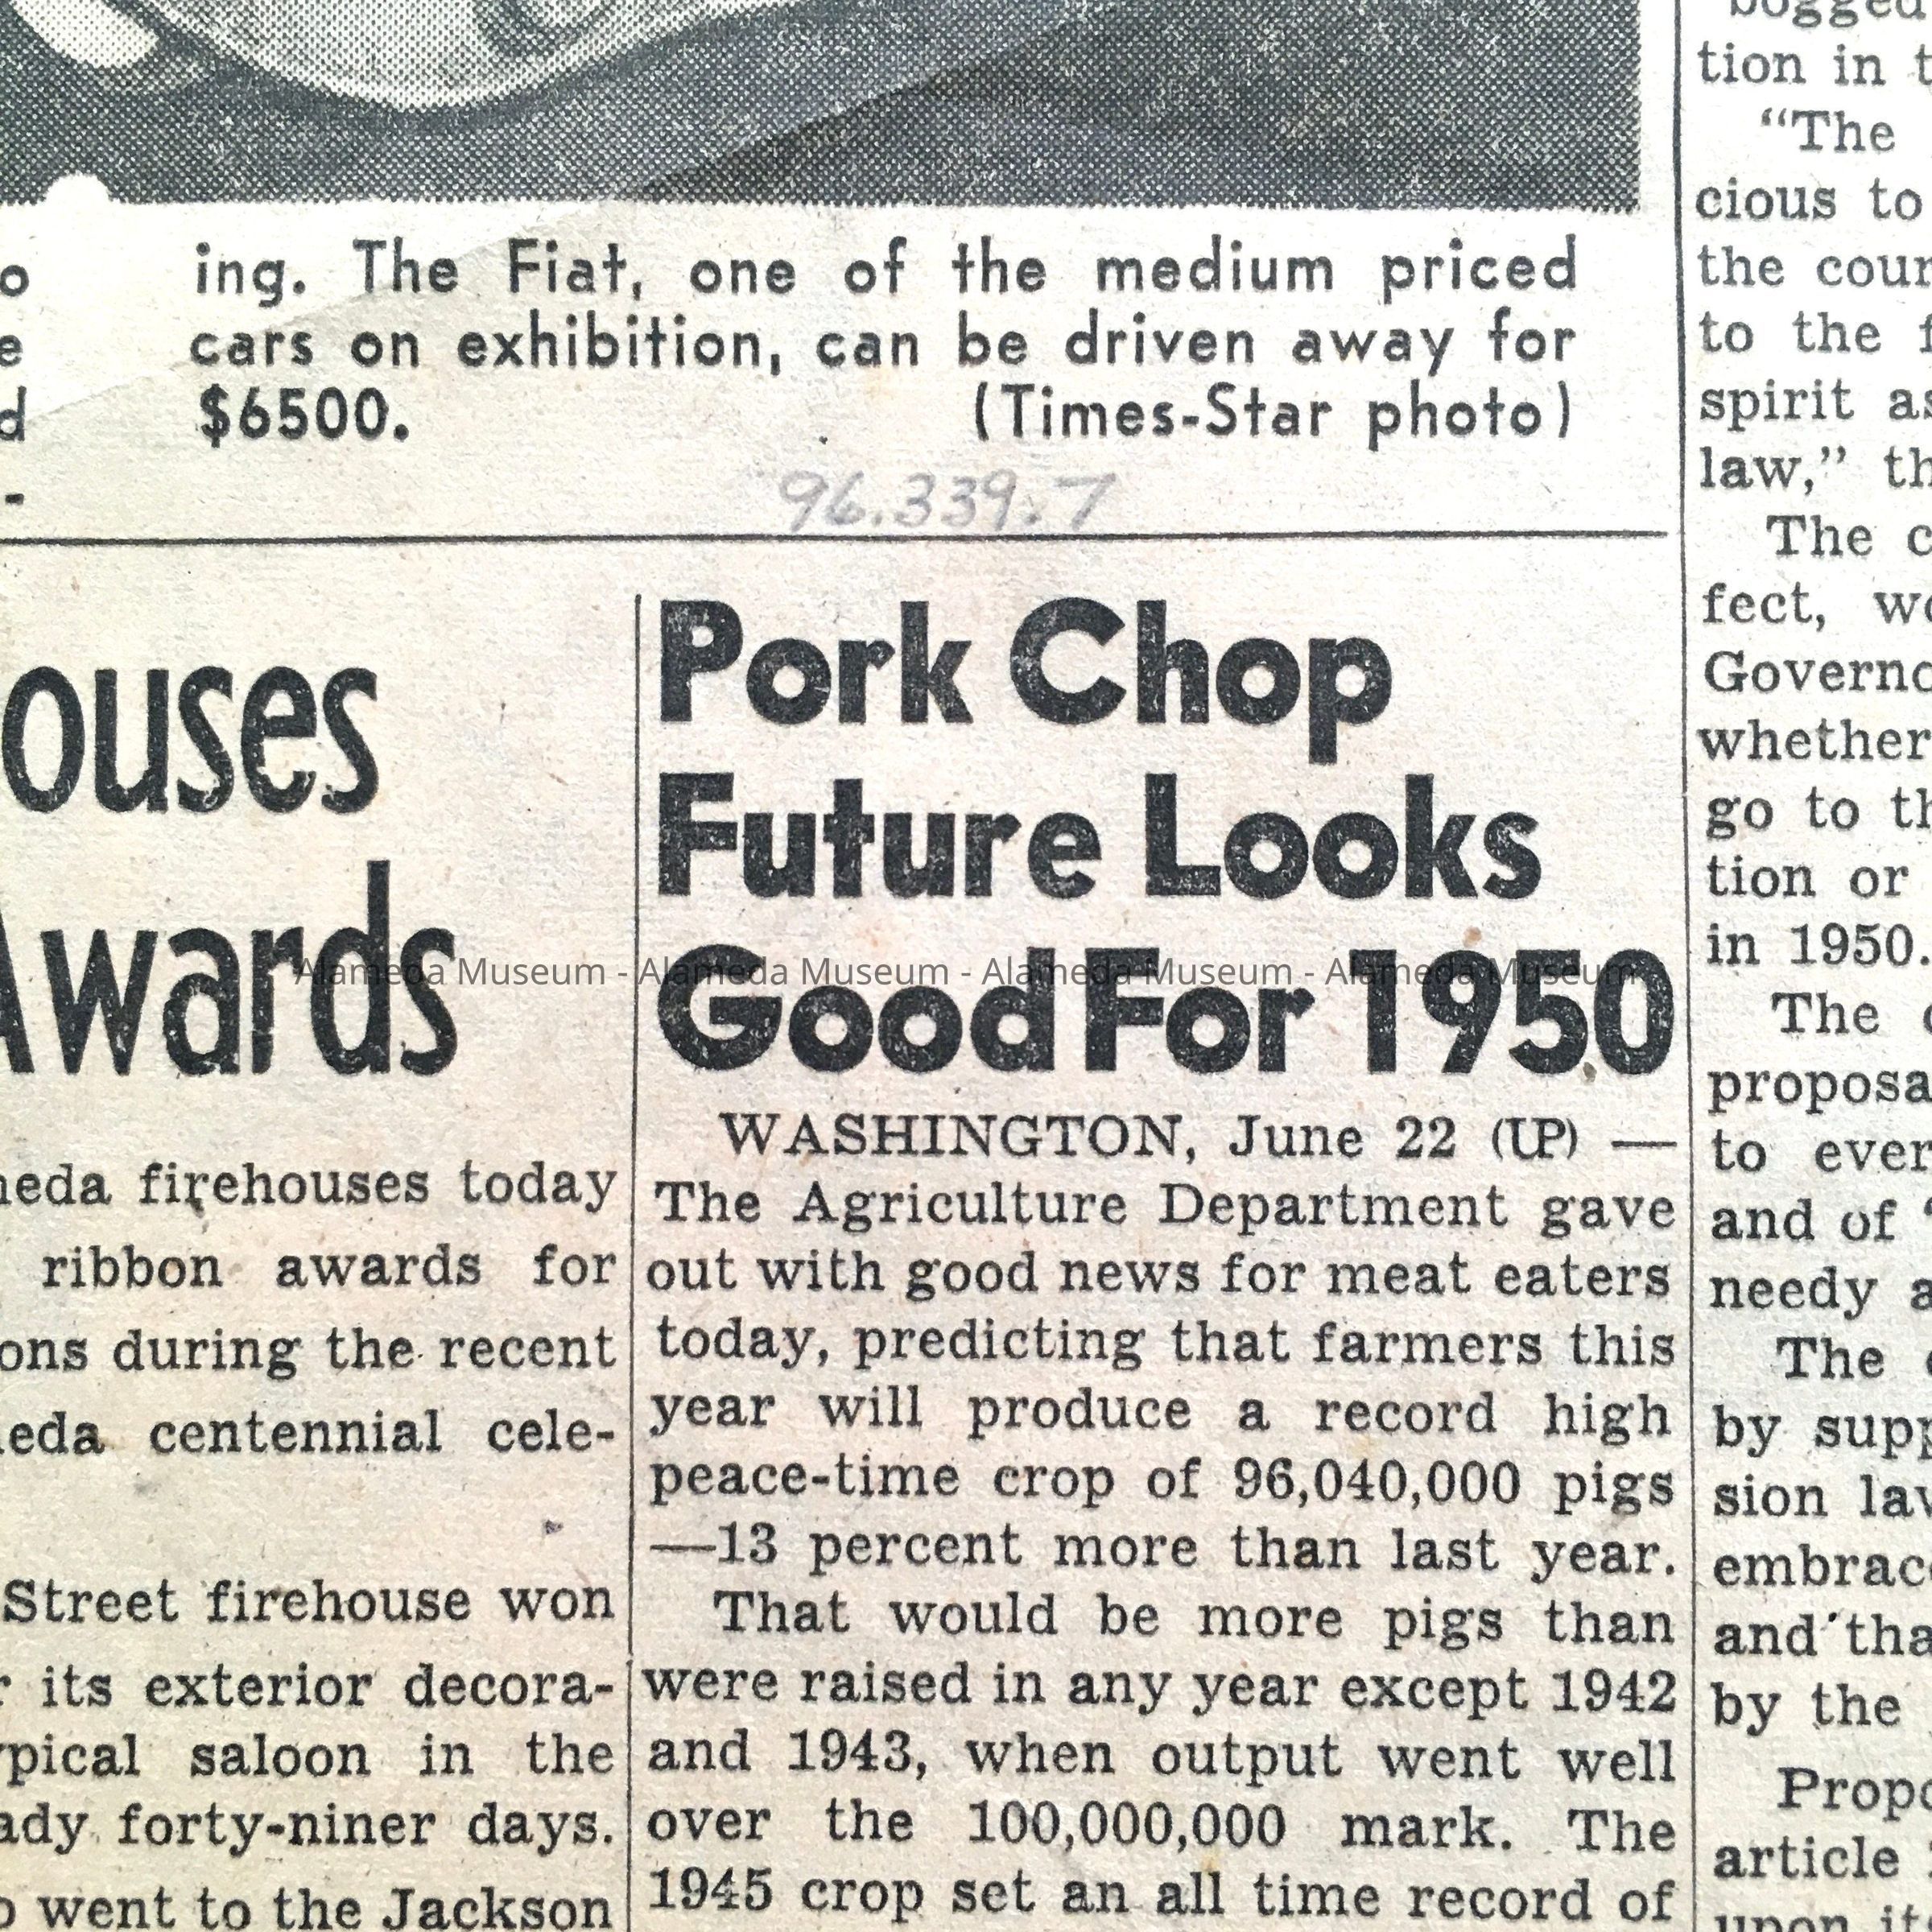 o
e
d
-
ing. The Fiat, one of the medium priced
cars on exhibition, can be driven away for
$6500. (Times-Star photo)
96.339.7
ouses
Awards
neda firehouses today
ribbon awards for
ons during the recent
eda centennial cele-
Street firehouse won
r its exterior decora-
ypical saloon in the
ady forty-niner days.
o went to the Jackson
Pork Chop
Future Looks
Good For 1950
Alameda Museum - Alameda Museum - Alameda Museum - Alameda Museum
WASHINGTON, June 22 (UP) —
The Agriculture Department gave
out with good news for meat eaters
today, predicting that farmers this
year will produce a record high
peace-time crop of 96,040,000 pigs
—13 percent more than last year.
That would be more pigs than
were raised in any year except 1942
and 1943, when output went well
over the 100,000,000 mark. The
1945 crop set an all time record of
bogged
tion in t
“The
cious to
the cour
to the f
spirit as
law,” th
The c
fect, wo
Governo
whether
go to th
tion or
in 1950.
The
proposa
to ever
and of
needy a
The
by supp
sion law
embrac
and tha
by the
Propo
article
upon it